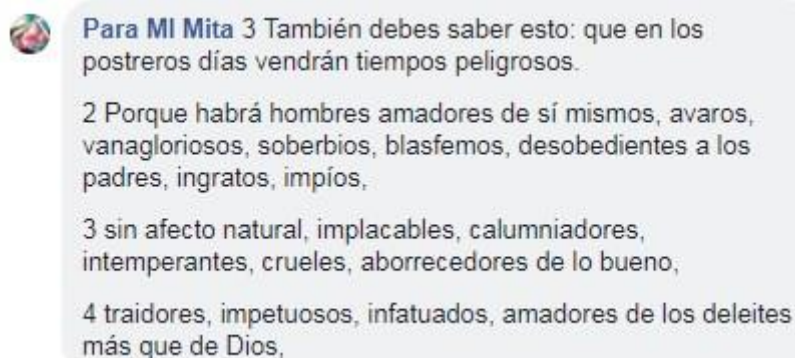 Para MI Mita 3 También debes saber esto: que en los
postreros días vendrán tiempos peligrosos.
2 Porque habrá hombres amadores de sí mismos, avaros,
vanagloriosos, soberbios, blasfemos, desobedientes a los
padres, ingratos, impíos,
3 sin afecto natural, implacables, calumniadores,
intemperantes, crueles, aborrecedores de lo bueno,
4 traidores, impetuosos, infatuados, amadores de los deleites
más que de Dios,